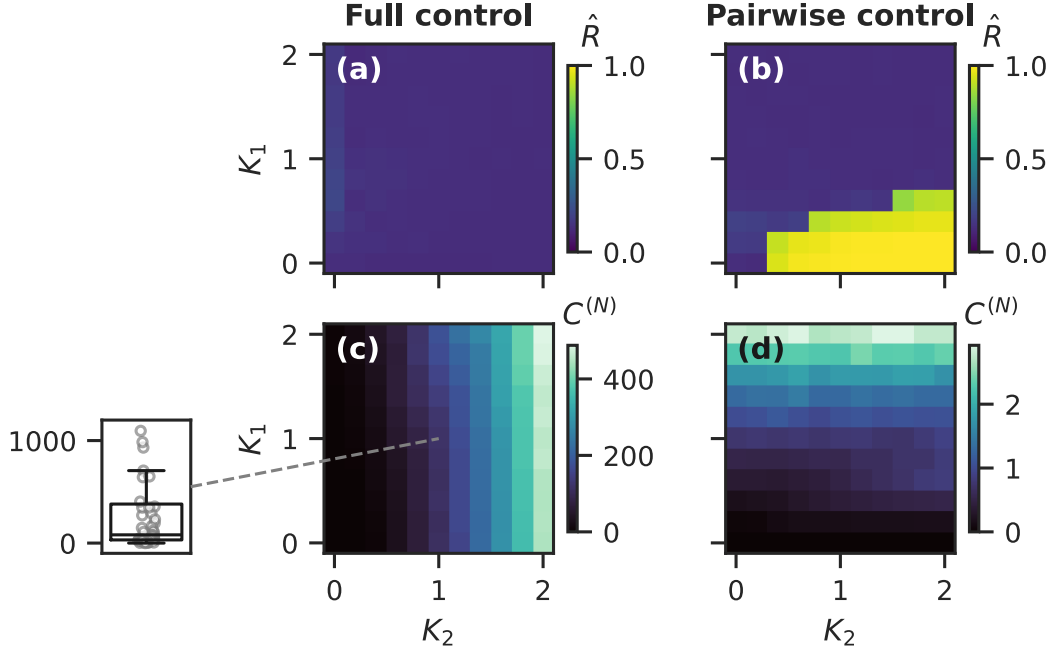 Full control
Pairwise control
R̂
R̂
(a)
(b)
2
1
0
K₁
1.0
0.5
0.0
1.0
0.5
0.0
C⁽ᴺ⁾
C⁽ᴺ⁾
(c)
(d)
2
1
0
K₁
400
200
0
2
1
0
1000
0
0
1
2
K₂
0
1
2
K₂